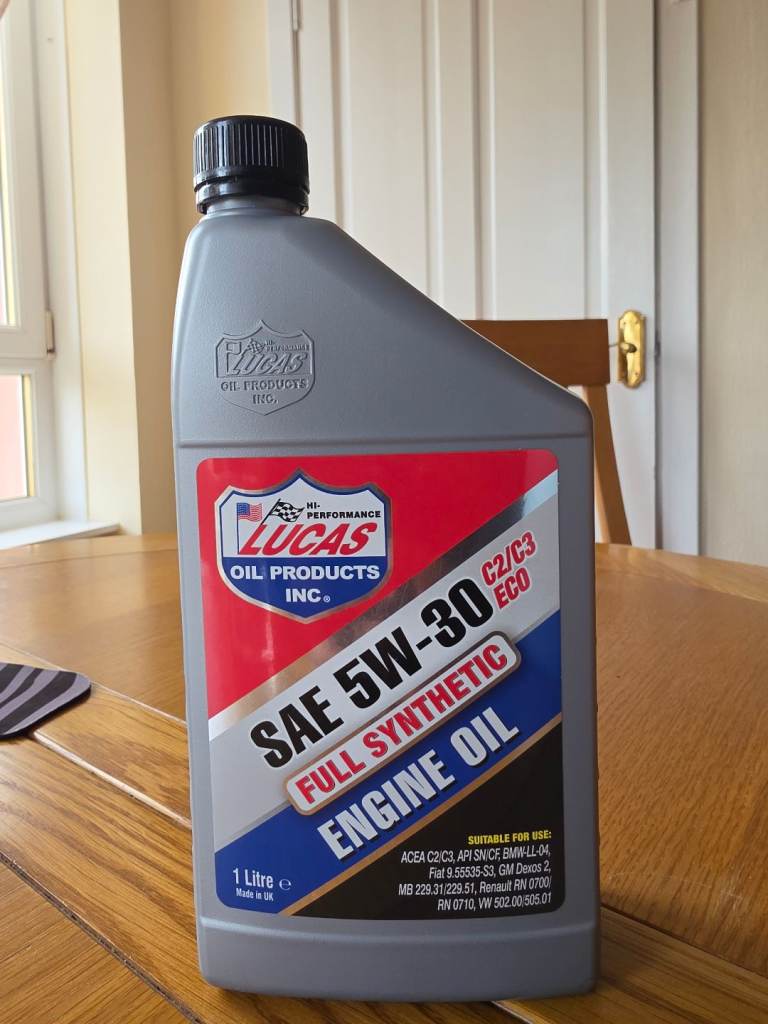 HI-
PERFORMANCE
LUCAS
OIL PRODUCTS
INC.
HI-
PERFORMANCE
LUCAS
OIL PRODUCTS
INC.®
C2/C3
ECO
SAE 5W-30
FULL SYNTHETIC
ENGINE OIL
SUITABLE FOR USE:
ACEA C2/C3, API SN/CF, BMW-LL-04,
Fiat 9.55535-S3, GM Dexos 2,
MB 229.31/229.51, Renault RN 0700/
RN 0710, VW 502.00/505.01
1 Litre ℮
Made in UK